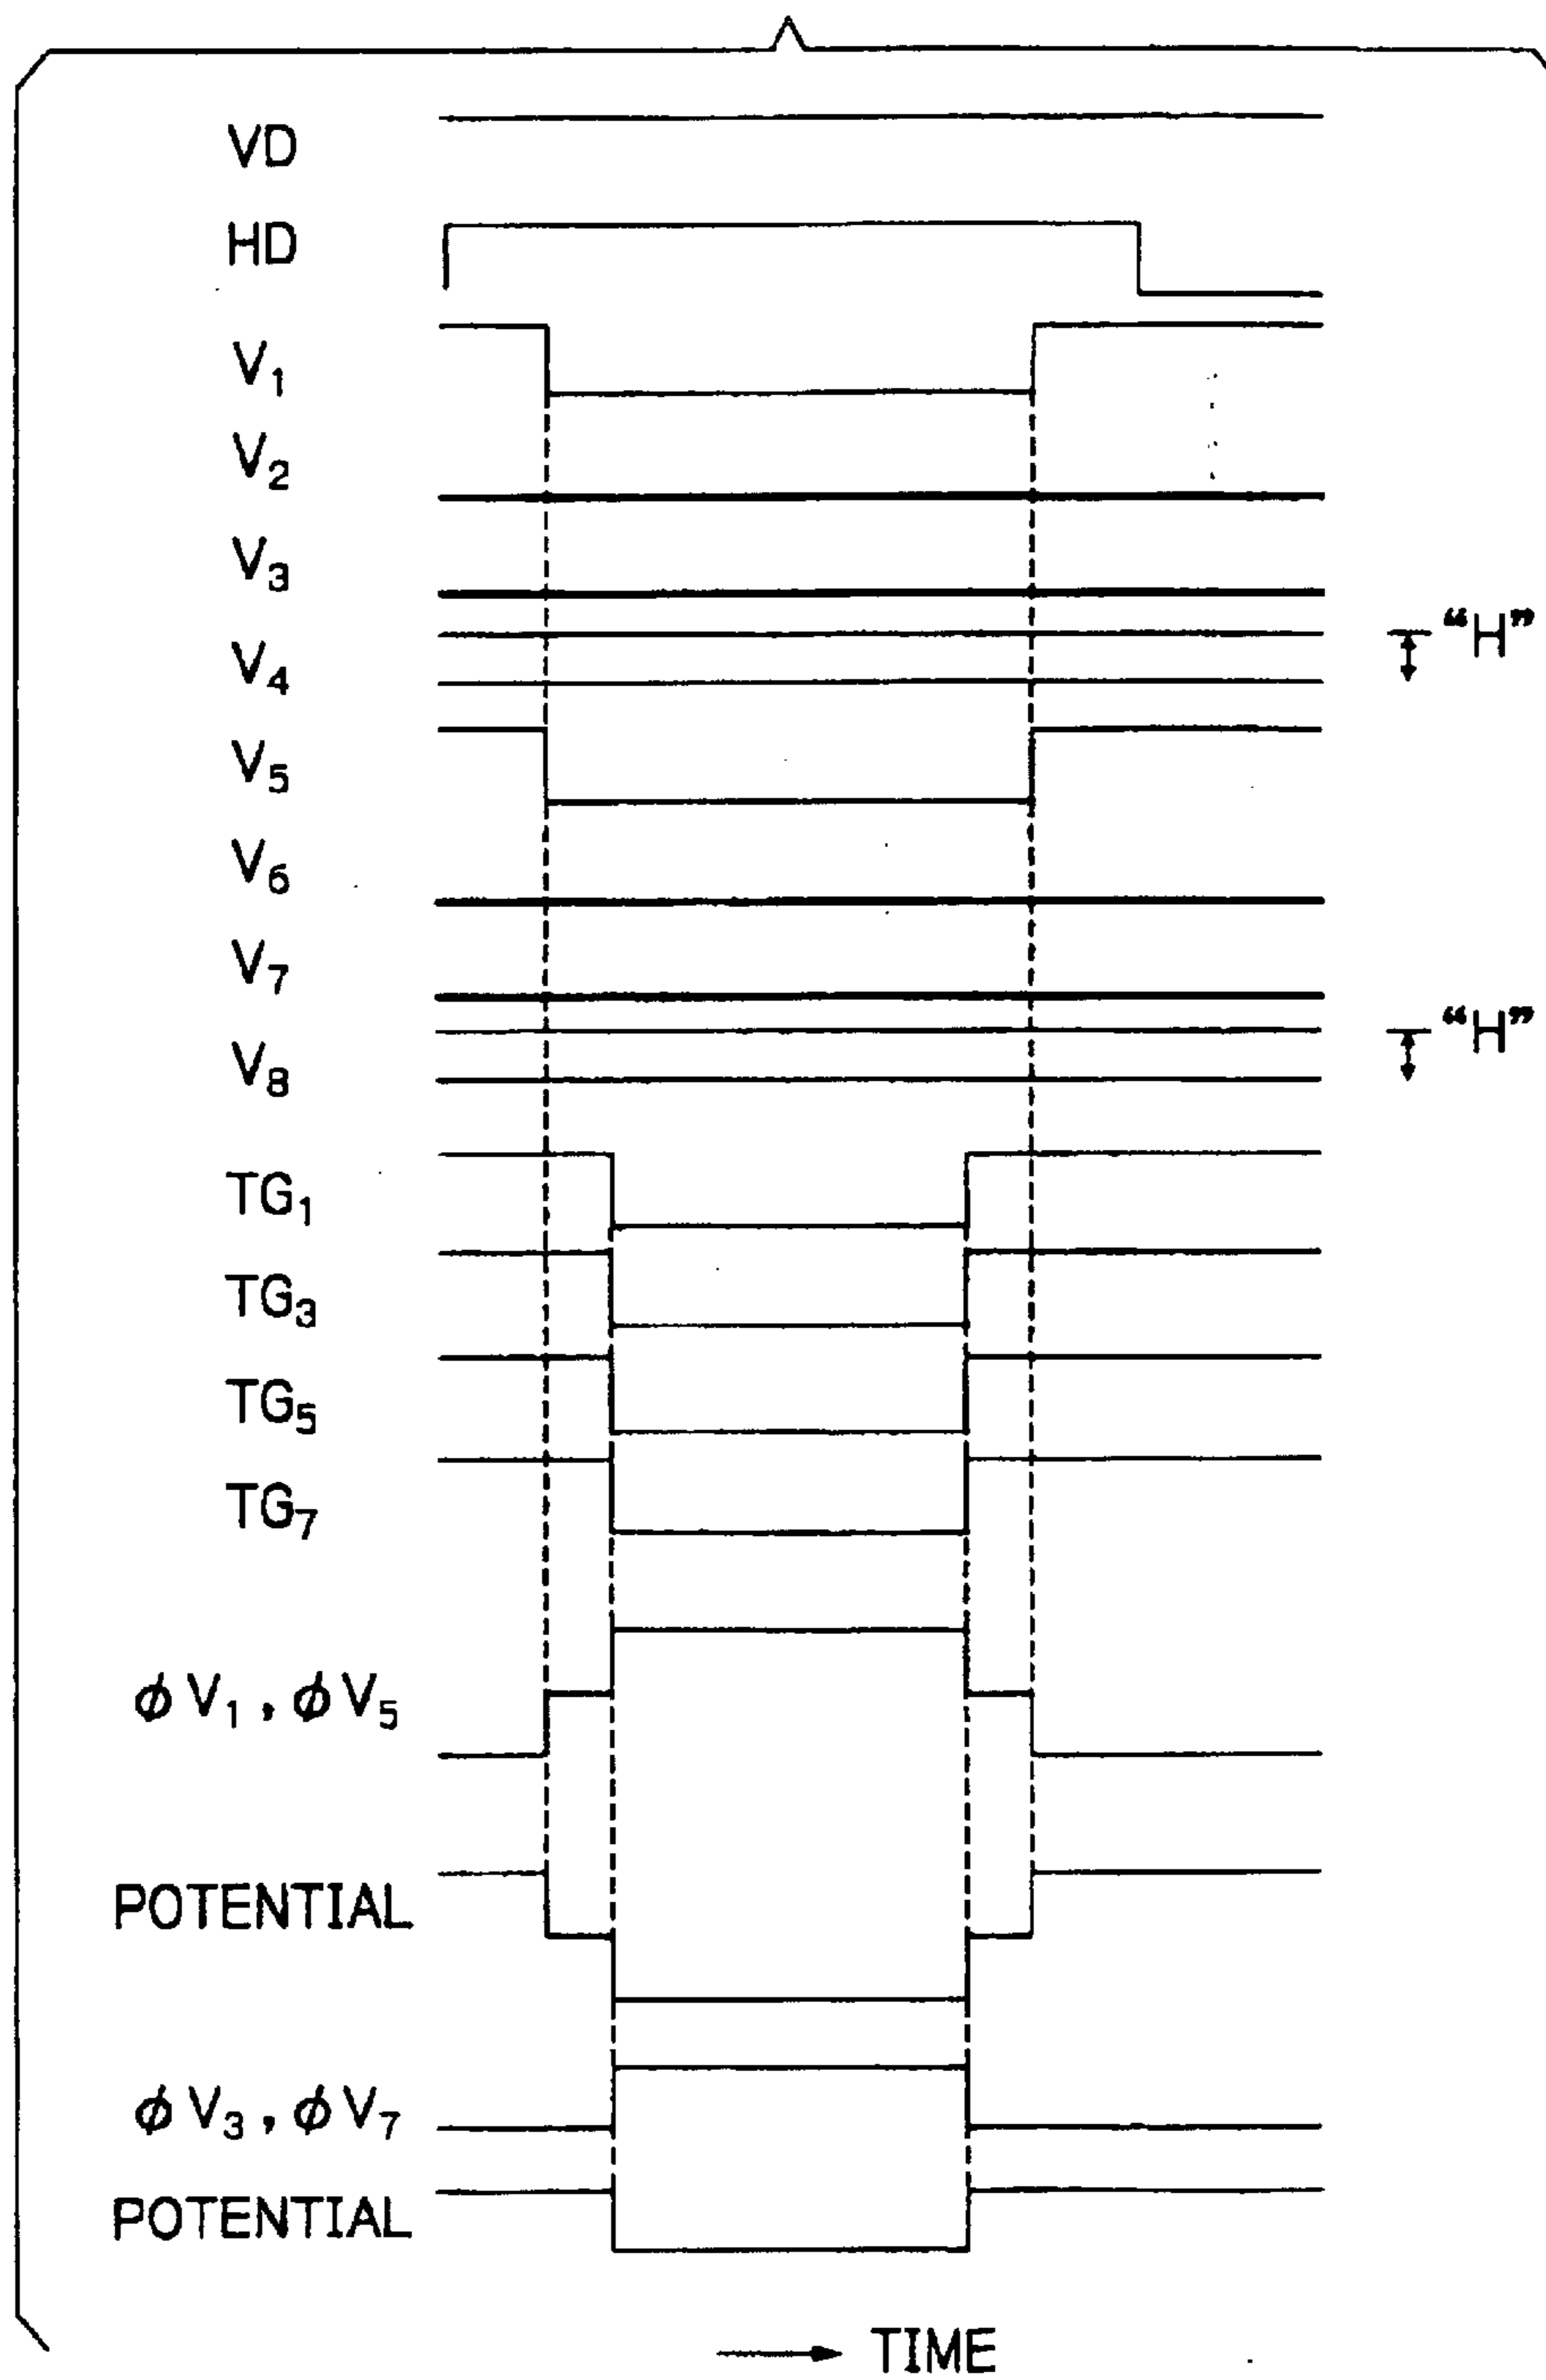 VD
HD
V₁
V₂
V₃
V₄ “H”
V₅
V₆
V₇
V₈ “H”
TG₁
TG₃
TG₅
TG₇
ϕV₁, ϕV₅
POTENTIAL
ϕV₃, ϕV₇
POTENTIAL
TIME